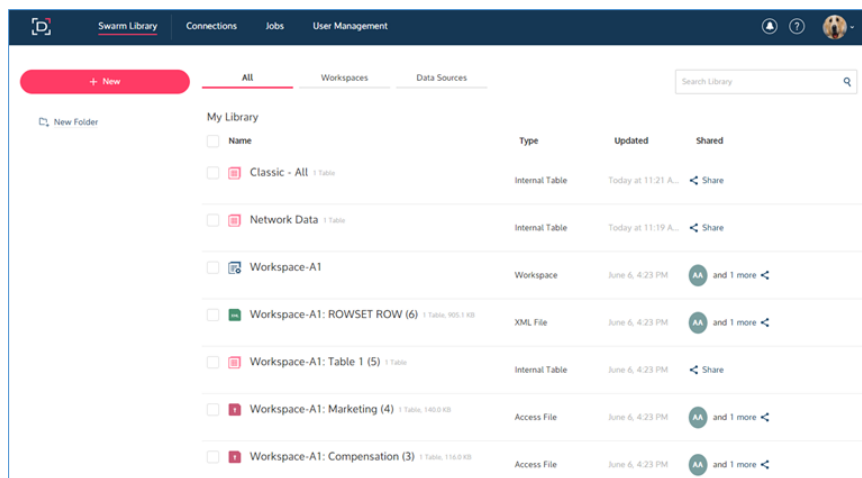 Swarm Library Connections Jobs User Management ?
+ New All Workspaces Data Sources Search Library
New Folder
My Library
Name Type Updated Shared
Classic - All 1 Table Internal Table Today at 11:21 A... Share
Network Data 1 Table Internal Table Today at 11:19 A... Share
Workspace-A1 Workspace June 6, 4:23 PM AA and 1 more
XML Workspace-A1: ROWSET ROW (6) 1 Table, 905.1 KB XML File June 6, 4:23 PM AA and 1 more
Workspace-A1: Table 1 (5) 1 Table Internal Table June 6, 4:23 PM Share
Workspace-A1: Marketing (4) 1 Table, 140.0 KB Access File June 6, 4:23 PM AA and 1 more
Workspace-A1: Compensation (3) 1 Table, 116.0 KB Access File June 6, 4:23 PM AA and 1 more